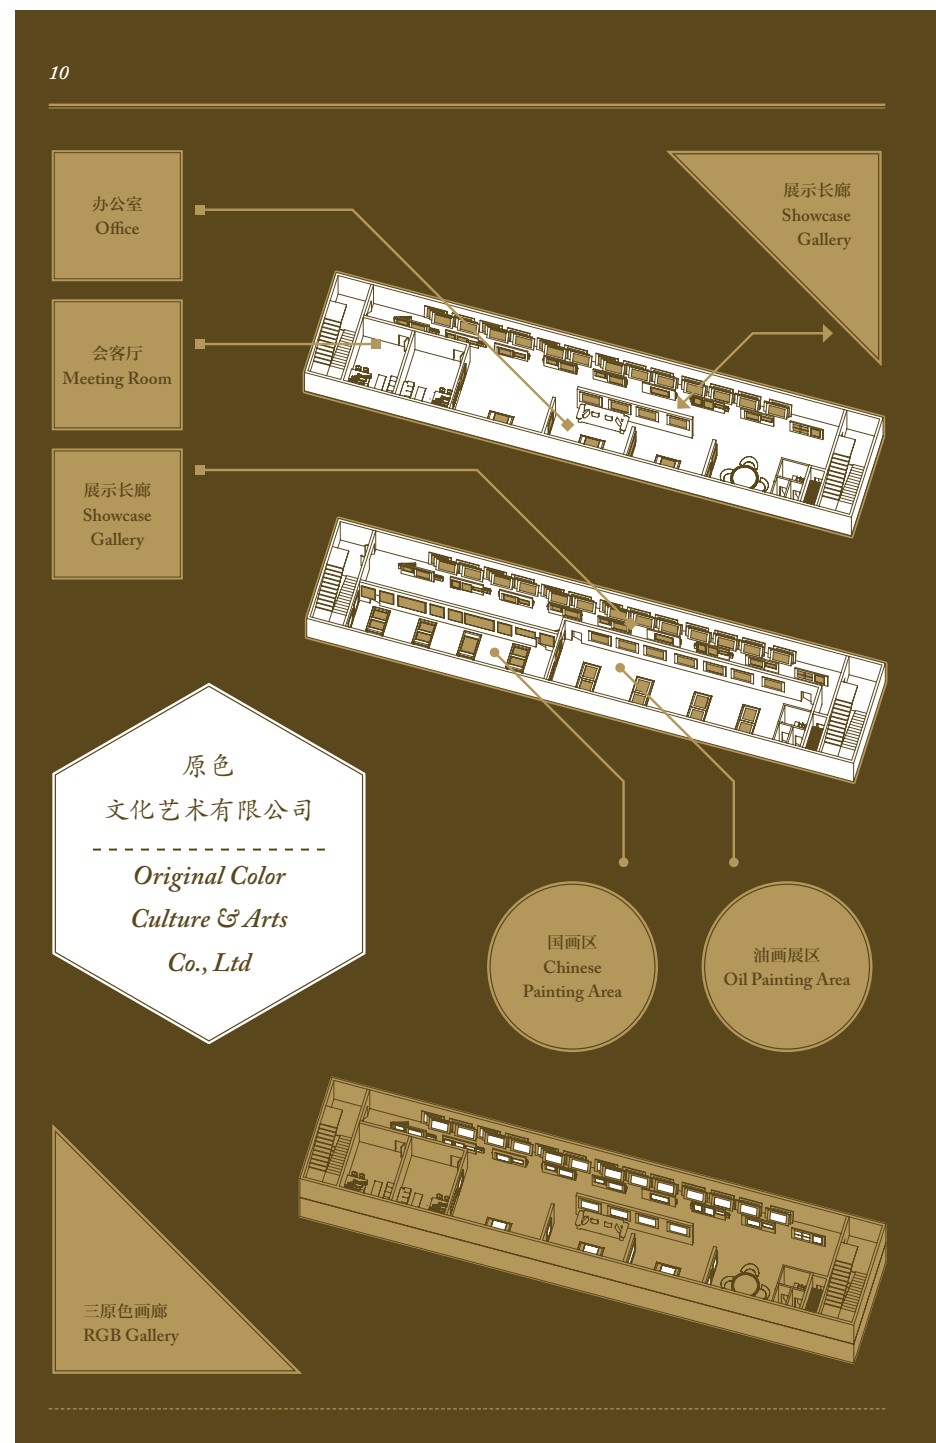 10
办公室
Office
展示长廊
Showcase
Gallery
会客厅
Meeting Room
展示长廊
Showcase
Gallery
原色
文化艺术有限公司
Original Color
Culture & Arts
Co., Ltd
国画区
Chinese
Painting Area
油画展区
Oil Painting Area
三原色画廊
RGB Gallery